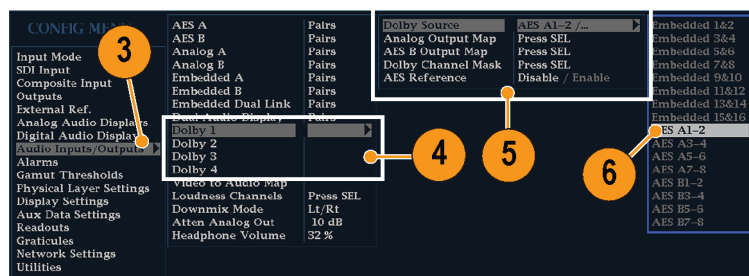 CONFIG MENU
3
Input Mode
SDI Input
Composite Input
Outputs
External Ref.
Analog Audio Displays
Digital Audio Display
Audio Inputs/Outputs
Alarms
Gamut Thresholds
Physical Layer Settings
Display Settings
Aux Data Settings
Readouts
Graticules
Network Settings
Utilities
AES A Pairs
AES B Pairs
Analog A Pairs
Analog B Pairs
Embedded A Pairs
Embedded B Pairs
Embedded Dual Link Pairs
Dual Audio Display Pairs
Dolby 1
Dolby 2
Dolby 3
Dolby 4
Video to Audio Map
Loudness Channels Press SEL
Downmix Mode Lt/Rt
Atten Analog Out 10 dB
Headphone Volume 32 %
4
Dolby Source AES A1-2 /...
Analog Output Map Press SEL
AES B Output Map Press SEL
Dolby Channel Mask Press SEL
AES Reference Disable / Enable
5
Embedded 1&2
Embedded 3&4
Embedded 5&6
Embedded 7&8
Embedded 9&10
Embedded 11&12
Embedded 13&14
Embedded 15&16
AES A1-2
AES A3-4
AES A5-6
AES A7-8
AES B1-2
AES B3-4
AES B5-6
AES B7-8
6